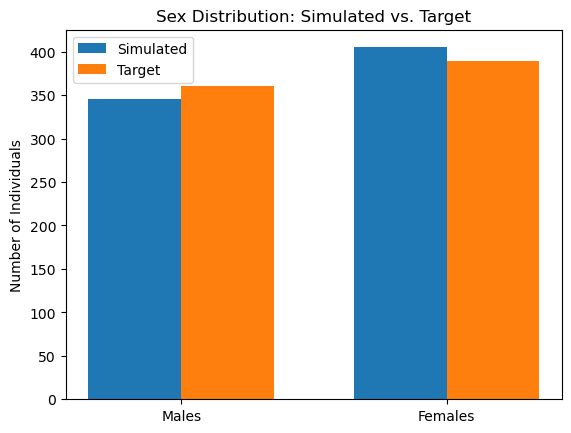 Sex Distribution: Simulated vs. Target
Simulated
Target
Number of Individuals
400
350
300
250
200
150
100
50
0
Males
Females